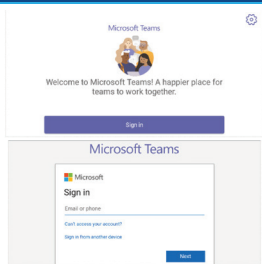 Microsoft Teams
Welcome to Microsoft Teams! A happier place for
teams to work together.
Sign in
Microsoft Teams
Microsoft
Sign in
Email or phone
Can't access your account?
Sign in from another device
Next